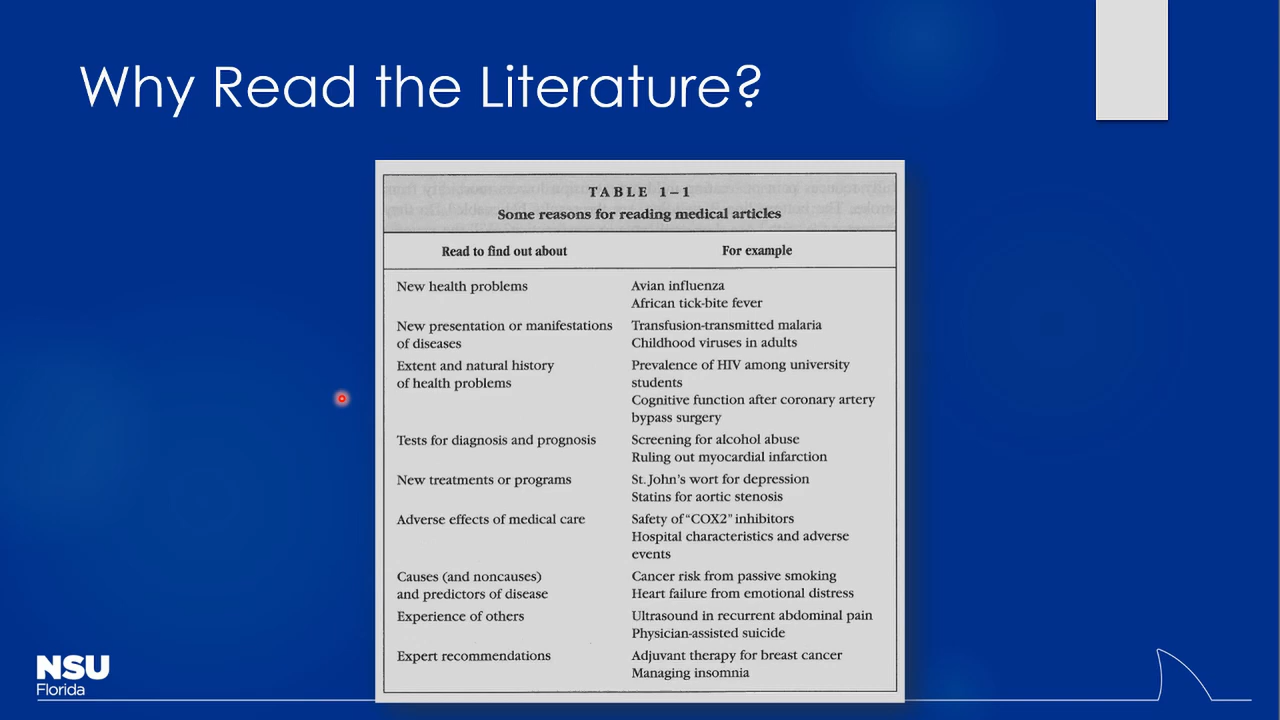 Why Read the Literature?
TABLE 1–1
Some reasons for reading medical articles
Read to find out about For example
New health problems Avian influenza
African tick-bite fever
New presentation or manifestations Transfusion-transmitted malaria
of diseases Childhood viruses in adults
Extent and natural history Prevalence of HIV among university
of health problems students
Cognitive function after coronary artery
bypass surgery
Tests for diagnosis and prognosis Screening for alcohol abuse
Ruling out myocardial infarction
New treatments or programs St. John's wort for depression
Statins for aortic stenosis
Adverse effects of medical care Safety of "COX2" inhibitors
Hospital characteristics and adverse
events
Causes (and noncauses) Cancer risk from passive smoking
and predictors of disease Heart failure from emotional distress
Experience of others Ultrasound in recurrent abdominal pain
Physician-assisted suicide
Expert recommendations Adjuvant therapy for breast cancer
Managing insomnia
NSU
Florida